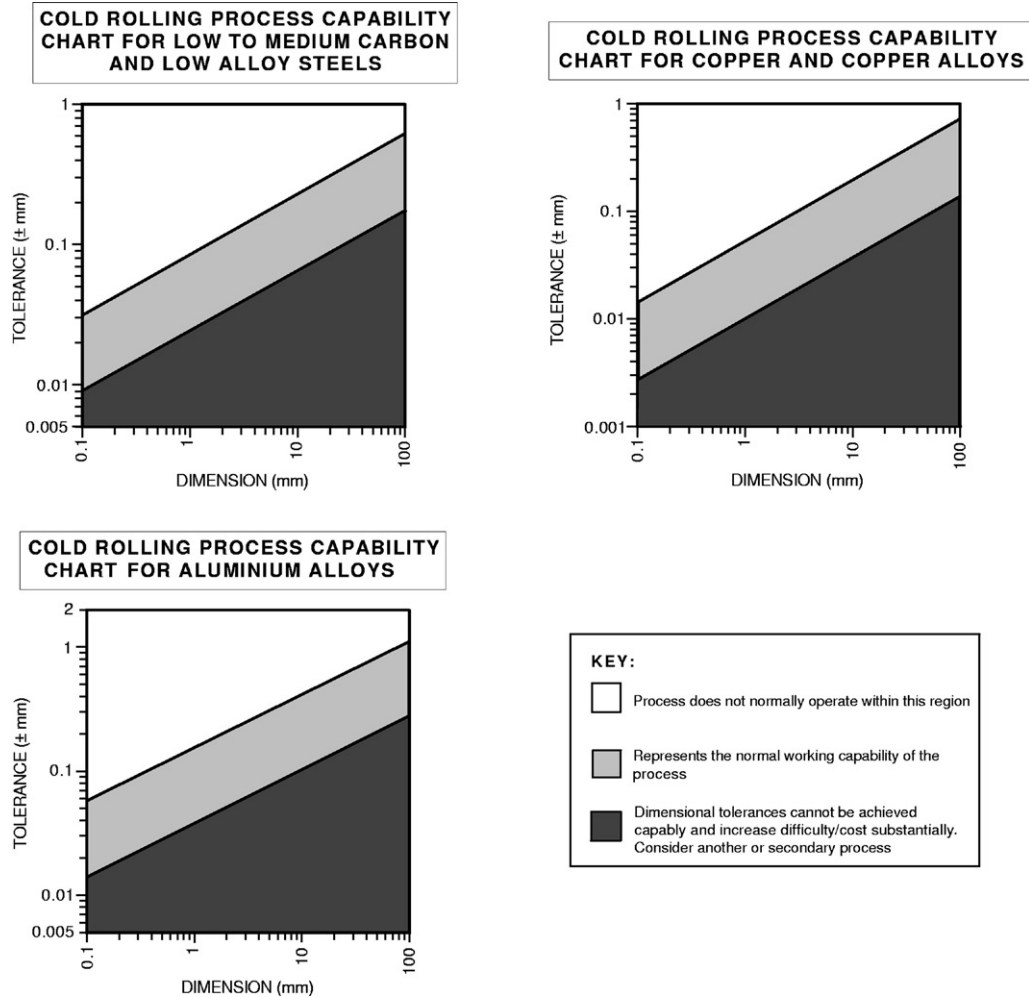 COLD ROLLING PROCESS CAPABILITY
CHART FOR LOW TO MEDIUM CARBON
AND LOW ALLOY STEELS
1
0.1
0.01
0.005
TOLERANCE (± mm)
0.1
1
10
100
DIMENSION (mm)
COLD ROLLING PROCESS CAPABILITY
CHART FOR COPPER AND COPPER ALLOYS
1
0.1
0.01
0.001
TOLERANCE (± mm)
0.1
1
10
100
DIMENSION (mm)
COLD ROLLING PROCESS CAPABILITY
CHART FOR ALUMINIUM ALLOYS
2
1
0.1
0.01
0.005
TOLERANCE (± mm)
0.1
1
10
100
DIMENSION (mm)
KEY:
Process does not normally operate within this region
Represents the normal working capability of the
process
Dimensional tolerances cannot be achieved
capably and increase difficulty/cost substantially.
Consider another or secondary process